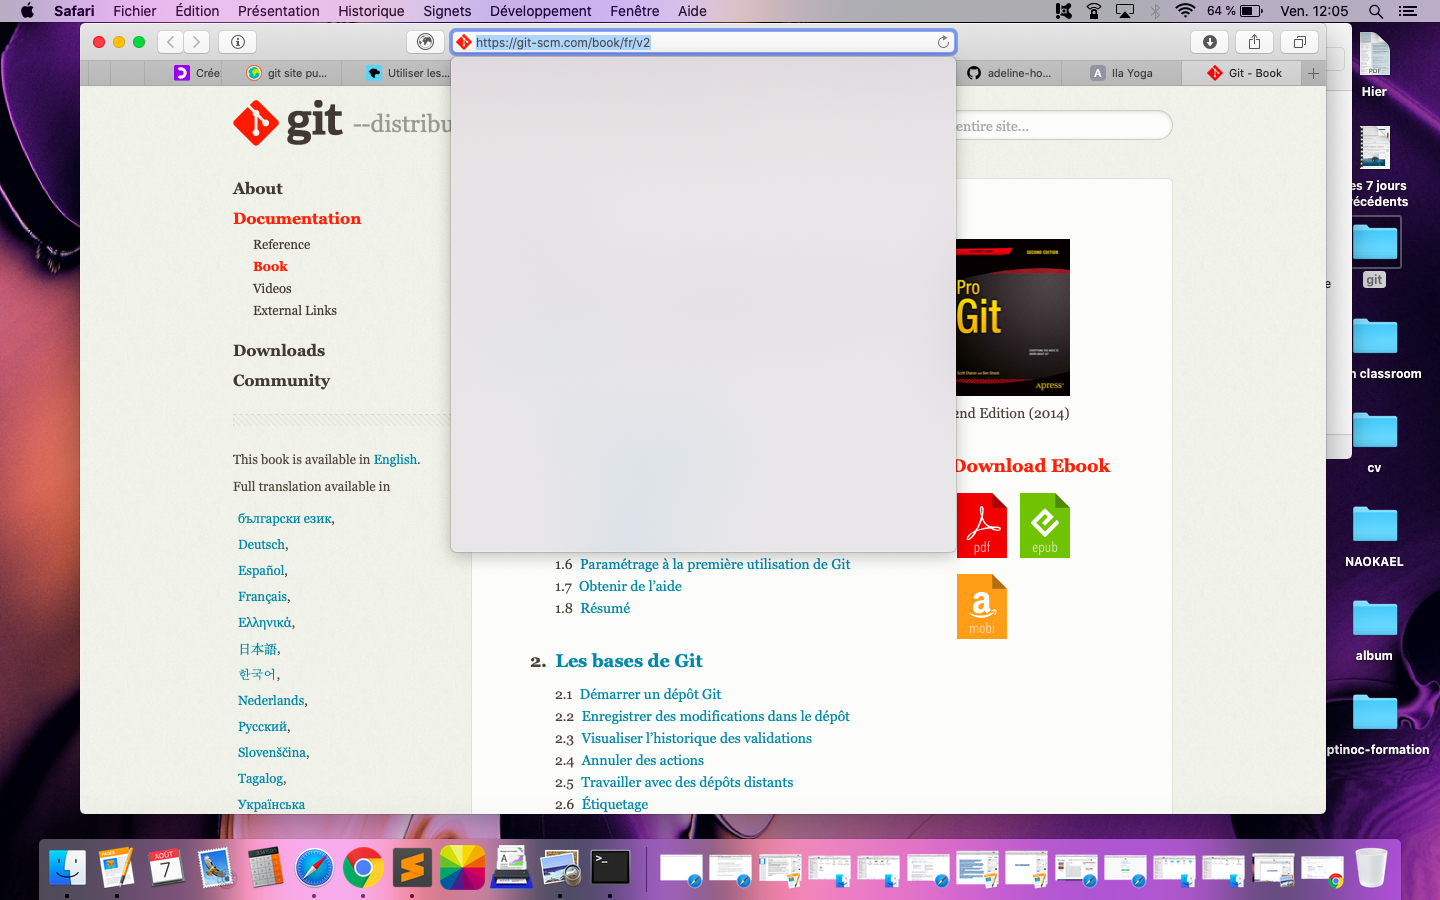 Safari Fichier Édition Présentation Historique Signets Développement Fenêtre Aide 64 % Ven. 12:05
https://git-scm.com/book/fr/v2
Crée git site pu... Utiliser les... adeline-ho... A Ila Yoga Git - Book
git --distribu entire site...
About
Documentation
Reference
Book
Videos
External Links
Downloads
Community
This book is available in English.
Full translation available in
български език,
Deutsch,
Español,
Français,
Ελληνικά,
日本語,
한국어,
Nederlands,
Русский,
Slovenščina,
Tagalog,
Українська
SECOND EDITION
Pro
Git
Apress
2nd Edition (2014)
Download Ebook
pdf
epub
a
mobi
1.6 Paramétrage à la première utilisation de Git
1.7 Obtenir de l’aide
1.8 Résumé
2. Les bases de Git
2.1 Démarrer un dépôt Git
2.2 Enregistrer des modifications dans le dépôt
2.3 Visualiser l’historique des validations
2.4 Annuler des actions
2.5 Travailler avec des dépôts distants
2.6 Étiquetage
PDF
Hier
es 7 jours
écédents
e
git
classroom
cv
NAOKAEL
album
ptinoc-formation
AOÛT
7
>_